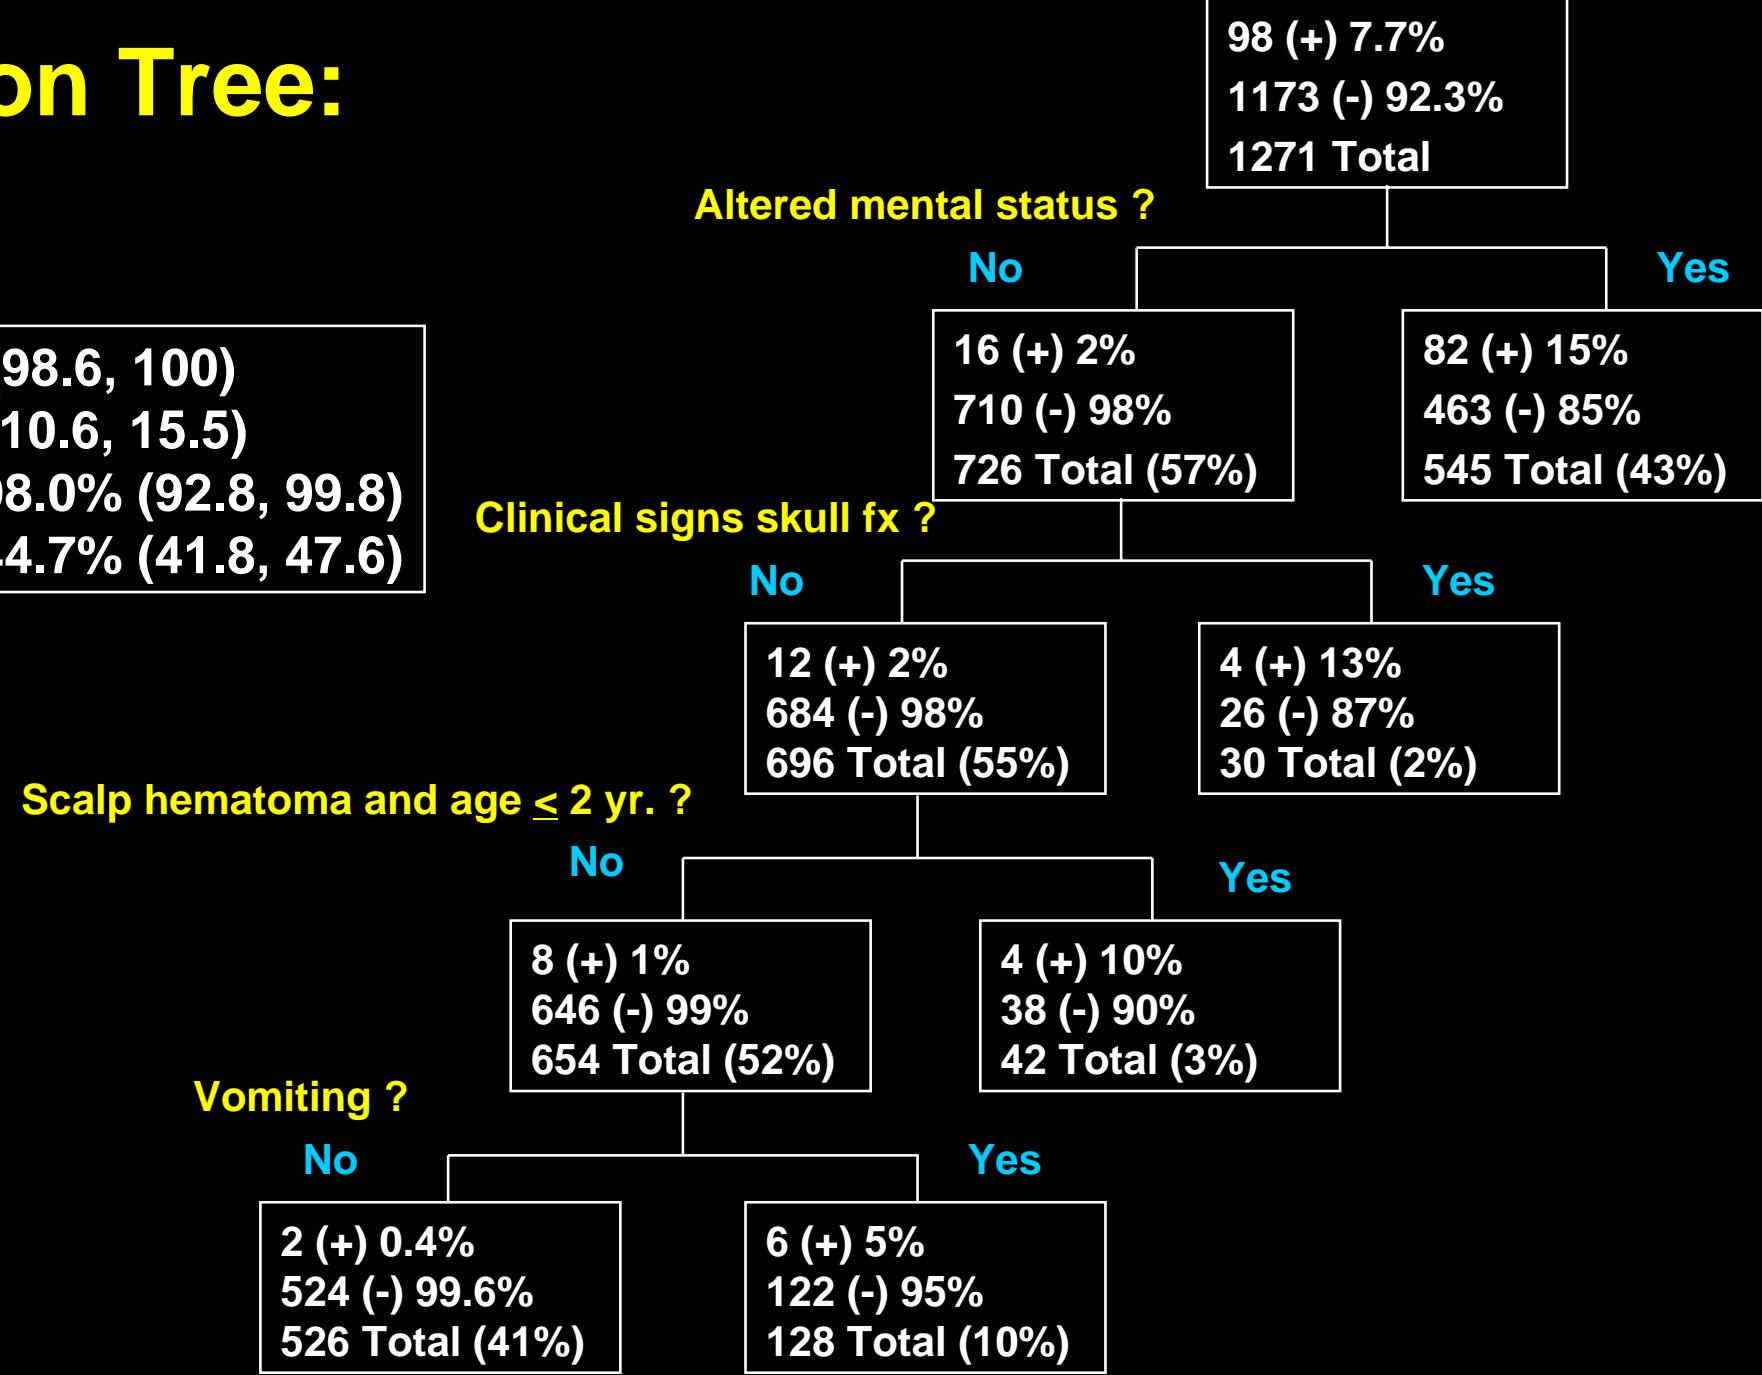 on Tree:
98 (+) 7.7%
1173 (-) 92.3%
1271 Total
Altered mental status ?
No
Yes
16 (+) 2%
710 (-) 98%
726 Total (57%)
82 (+) 15%
463 (-) 85%
545 Total (43%)
98.6, 100)
10.6, 15.5)
8.0% (92.8, 99.8)
4.7% (41.8, 47.6)
Clinical signs skull fx ?
No
Yes
12 (+) 2%
684 (-) 98%
696 Total (55%)
4 (+) 13%
26 (-) 87%
30 Total (2%)
Scalp hematoma and age ≤ 2 yr. ?
No
Yes
8 (+) 1%
646 (-) 99%
654 Total (52%)
4 (+) 10%
38 (-) 90%
42 Total (3%)
Vomiting ?
No
Yes
2 (+) 0.4%
524 (-) 99.6%
526 Total (41%)
6 (+) 5%
122 (-) 95%
128 Total (10%)